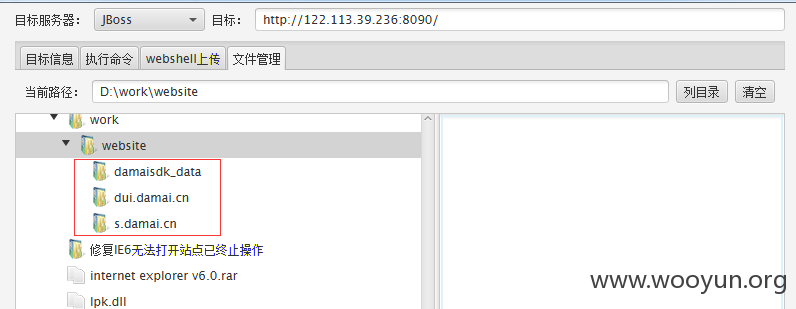 目标服务器： JBoss 目标： http://122.113.39.236:8090/
目标信息 执行命令 webshell上传 文件管理
当前路径： D:\work\website 列目录 清空
work
website
damaisdk_data
dui.damai.cn
s.damai.cn
修复IE6无法打开站点已终止操作
internet explorer v6.0.rar
lpk.dll
www.wooyun.org